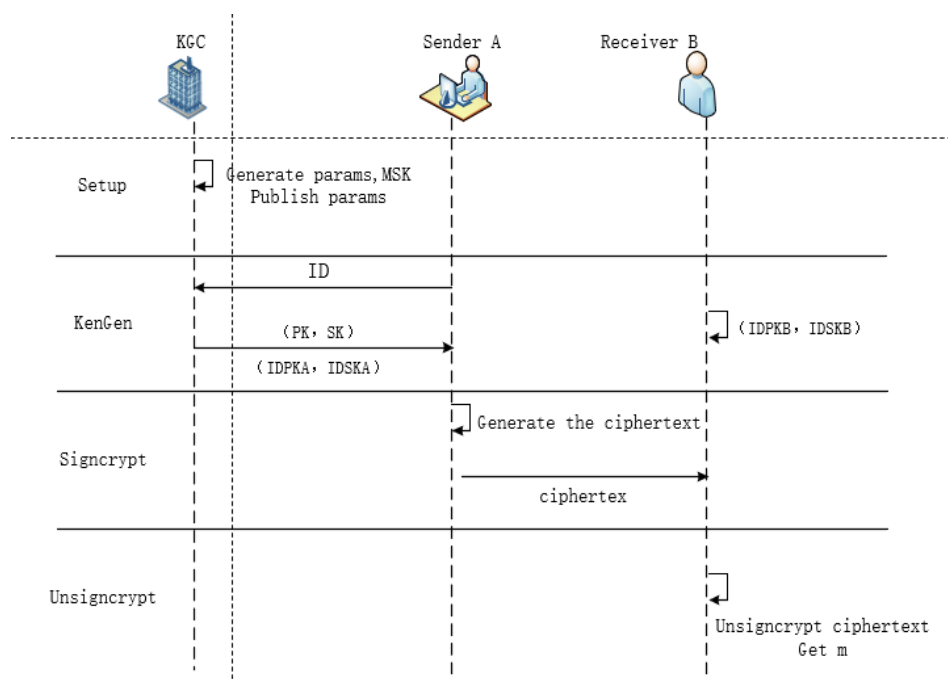 KGC
Sender A
Receiver B
Setup
Generate params,MSK
Publish params
ID
KenGen
(PK，SK)
(IDPKA，IDSKA)
(IDPKB，IDSKB)
Signcrypt
Generate the ciphertext
ciphertex
Unsigncrypt
Unsigncrypt ciphertext
Get m